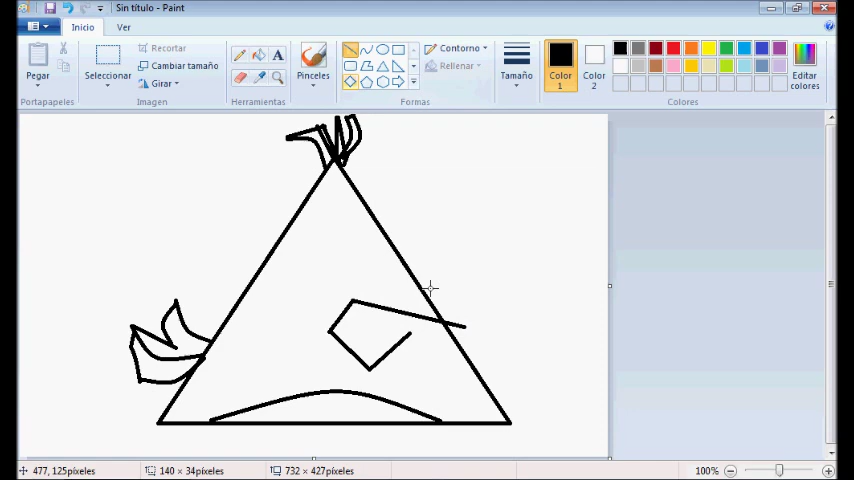 Sin título - Paint
Inicio
Ver
Pegar
Portapapeles
Seleccionar
Recortar
Cambiar tamaño
Girar
Imagen
A
Herramientas
Pinceles
Contorno
Rellenar
Formas
Tamaño
Color
1
Color
2
Editar
colores
Colores
477, 125píxeles
140 × 34píxeles
732 × 427píxeles
100%